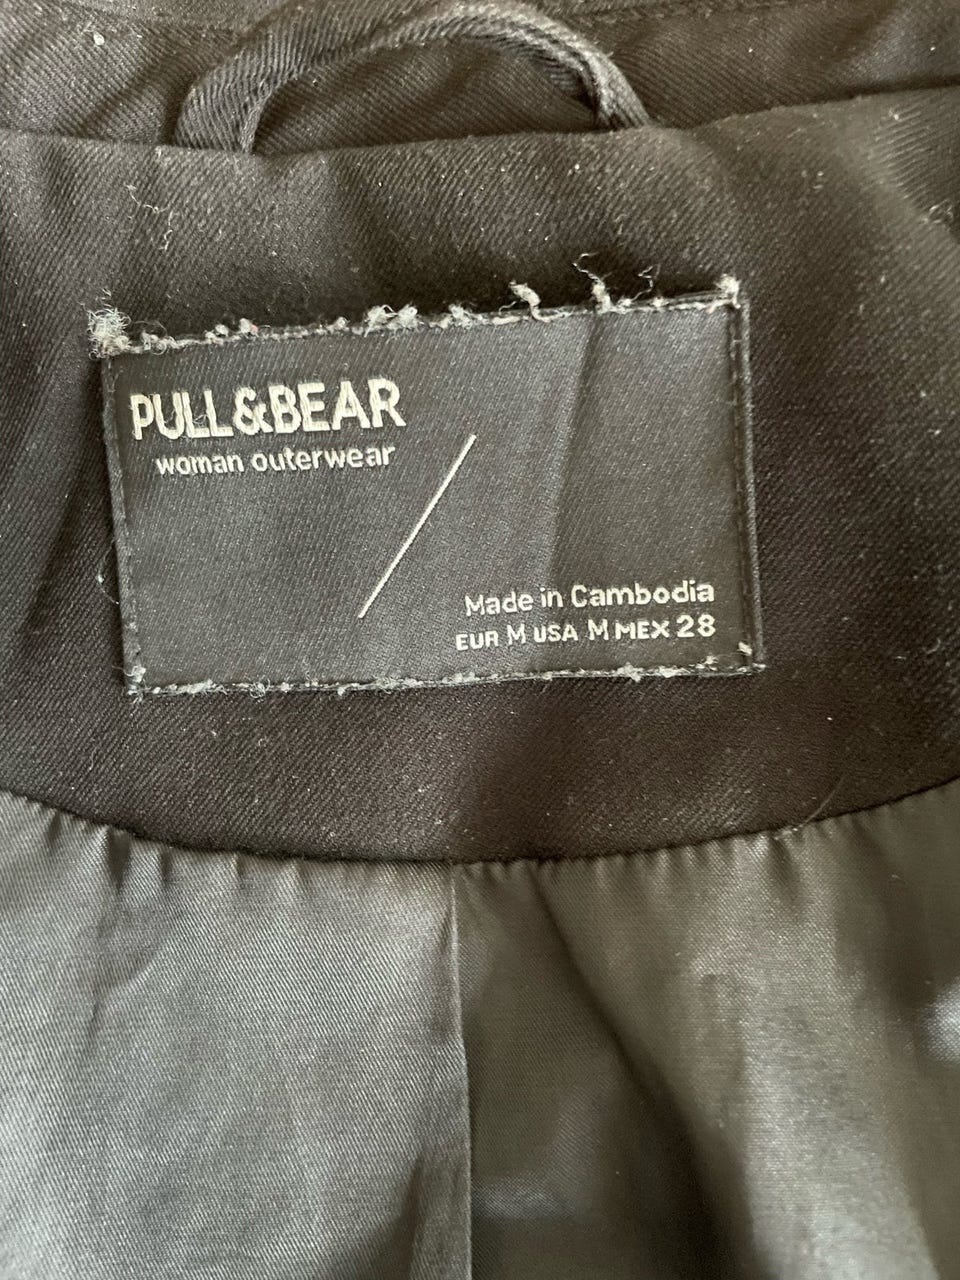 PULL&BEAR
woman outerwear
Made in Cambodia
EUR M USA M MEX 28